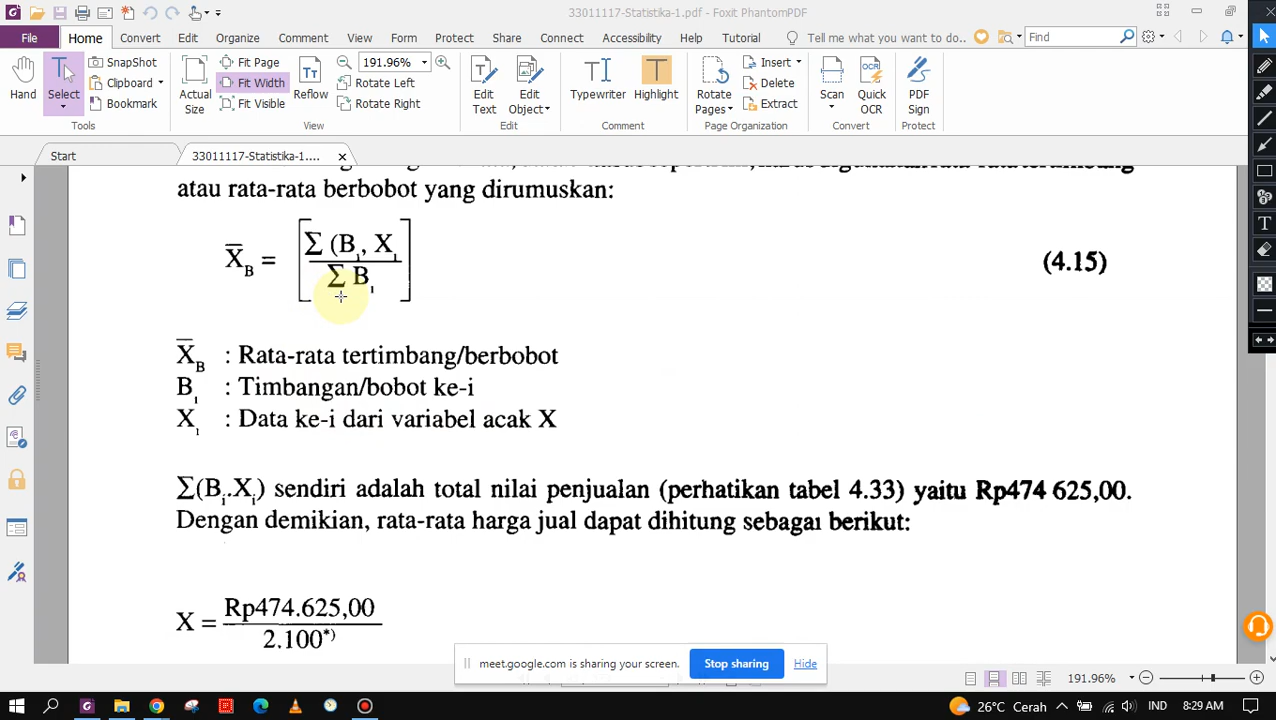 33011117-Statistika-1.pdf - Foxit PhantomPDF
File Home Convert Edit Organize Comment View Form Protect Share Connect Accessibility Help Tutorial Tell me what you want to do... Find
Hand
Select
SnapShot
Clipboard
Bookmark
Tools
Actual Size
Fit Page
Fit Width
Fit Visible
Reflow
191.96%
Rotate Left
Rotate Right
View
Edit Text
Edit Object
Edit
Typewriter
Highlight
Comment
Rotate Pages
Insert
Delete
Extract
Page Organization
Scan
Quick OCR
Convert
PDF Sign
Protect
Start 33011117-Statistika-1....
atau rata-rata berbobot yang dirumuskan:
X̅B = [ ∑ (Bi, Xi / ∑ Bi ] (4.15)
X̅B : Rata-rata tertimbang/berbobot
Bi : Timbangan/bobot ke-i
Xi : Data ke-i dari variabel acak X
∑(Bi.Xi) sendiri adalah total nilai penjualan (perhatikan tabel 4.33) yaitu Rp474 625,00.
Dengan demikian, rata-rata harga jual dapat dihitung sebagai berikut:
X = Rp474.625,00 / 2.100*)
meet.google.com is sharing your screen. Stop sharing Hide
191.96%
26°C Cerah IND 8:29 AM